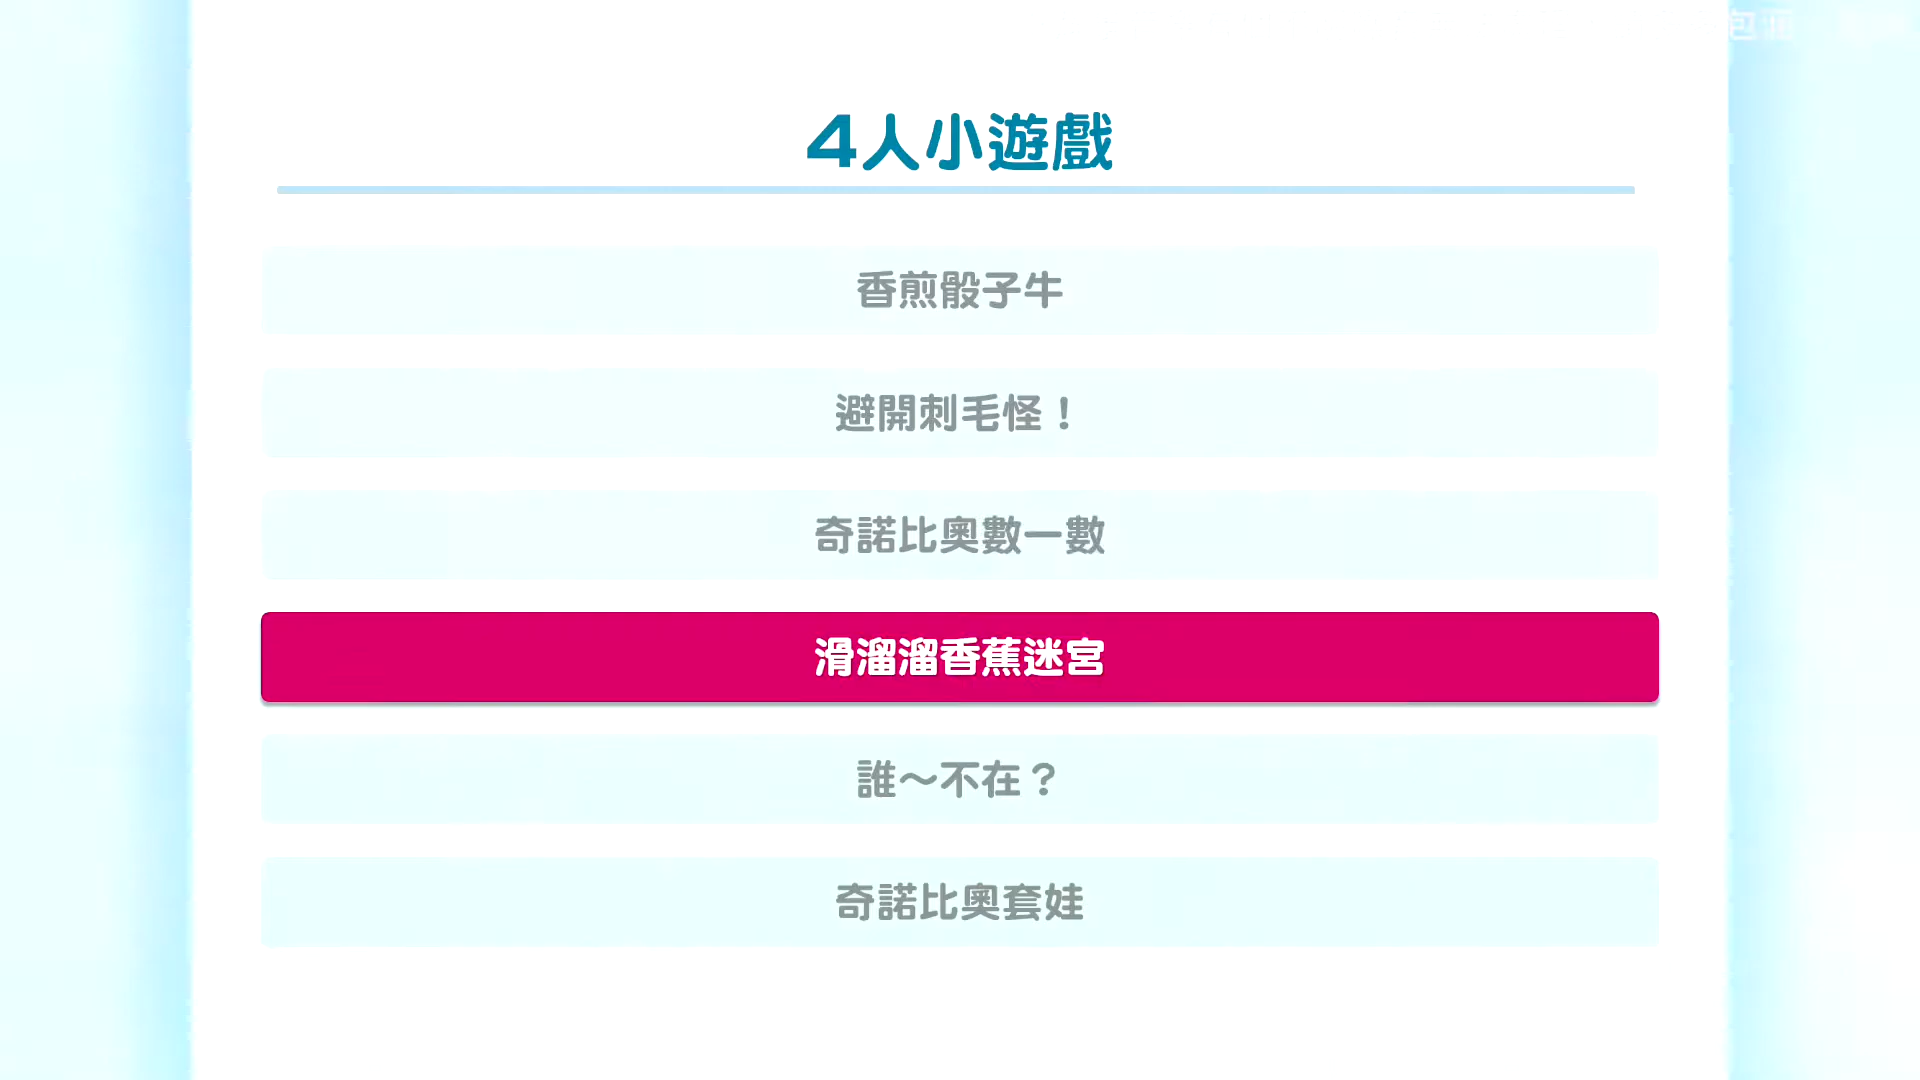 4人小遊戲
香煎骰子牛
避開刺毛怪！
奇諾比奧數一數
滑溜溜香蕉迷宮
誰～不在？
奇諾比奧套娃